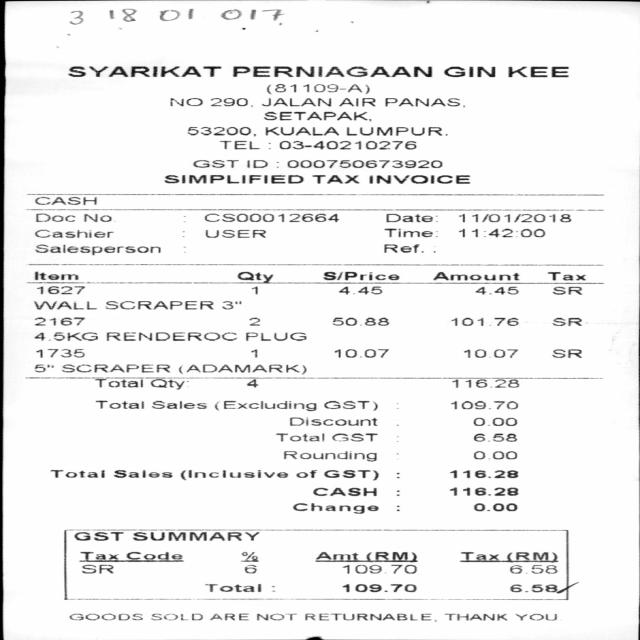 3 18 01 017
SYARIKAT PERNIAGAAN GIN KEE
(81109-A)
NO 290, JALAN AIR PANAS,
SETAPAK,
53200, KUALA LUMPUR.
TEL : 03-40210276
GST ID : 000750673920
SIMPLIFIED TAX INVOICE
CASH
Doc No. : CS00012664 Date: 11/01/2018
Cashier : USER Time: 11:42:00
Salesperson : Ref. :
Item Qty S/Price Amount Tax
1627 1 4.45 4.45 SR
WALL SCRAPER 3"
2167 2 50.88 101.76 SR
4.5KG RENDEROC PLUG
1735 1 10.07 10.07 SR
5" SCRAPER (ADAMARK)
Total Qty: 4 116.28
Total Sales (Excluding GST) : 109.70
Discount : 0.00
Total GST : 6.58
Rounding : 0.00
Total Sales (Inclusive of GST) : 116.28
CASH : 116.28
Change : 0.00
GST SUMMARY
Tax Code % Amt (RM) Tax (RM)
SR 6 109.70 6.58
Total : 109.70 6.58
GOODS SOLD ARE NOT RETURNABLE, THANK YOU.